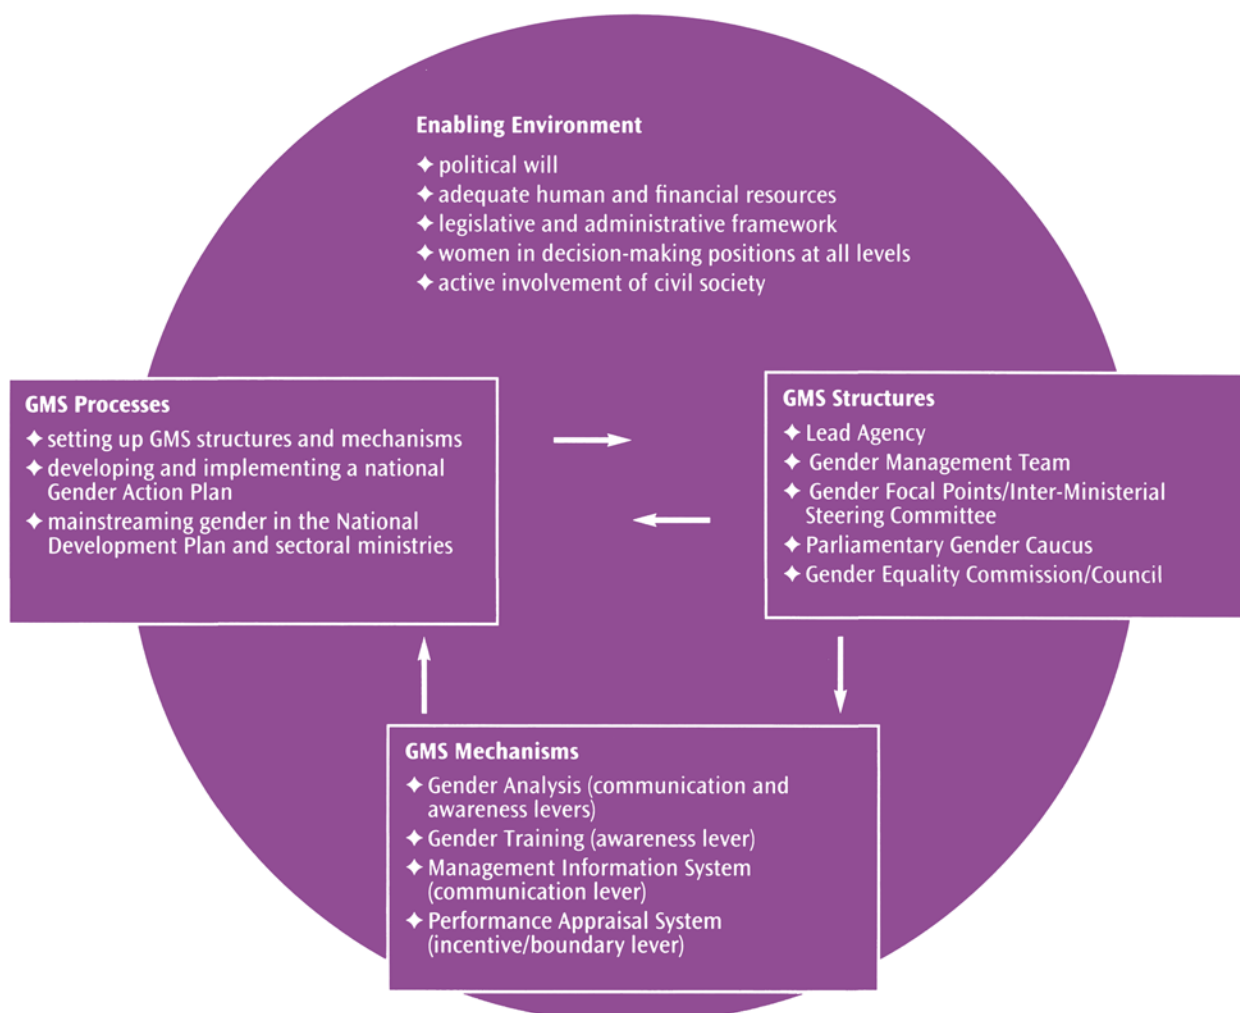 Enabling Environment
✦ political will
✦ adequate human and financial resources
✦ legislative and administrative framework
✦ women in decision-making positions at all levels
✦ active involvement of civil society
GMS Processes
✦ setting up GMS structures and mechanisms
✦ developing and implementing a national
Gender Action Plan
✦ mainstreaming gender in the National
Development Plan and sectoral ministries
GMS Structures
✦ Lead Agency
✦ Gender Management Team
✦ Gender Focal Points/Inter-Ministerial
Steering Committee
✦ Parliamentary Gender Caucus
✦ Gender Equality Commission/Council
GMS Mechanisms
✦ Gender Analysis (communication and
awareness levers)
✦ Gender Training (awareness lever)
✦ Management Information System
(communication lever)
✦ Performance Appraisal System
(incentive/boundary lever)